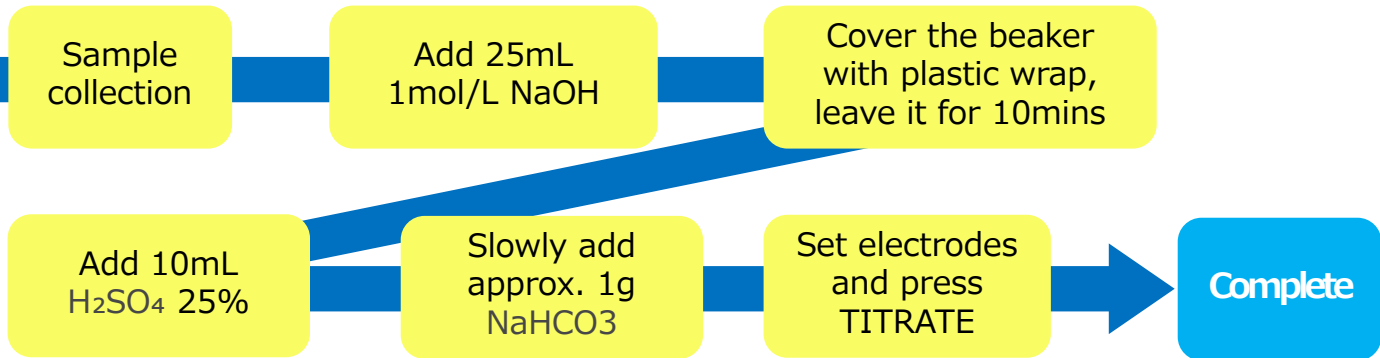 Sample
collection
Add 25mL
1mol/L NaOH
Cover the beaker
with plastic wrap,
leave it for 10mins
Add 10mL
H₂SO₄ 25%
Slowly add
approx. 1g
NaHCO3
Set electrodes
and press
TITRATE
Complete